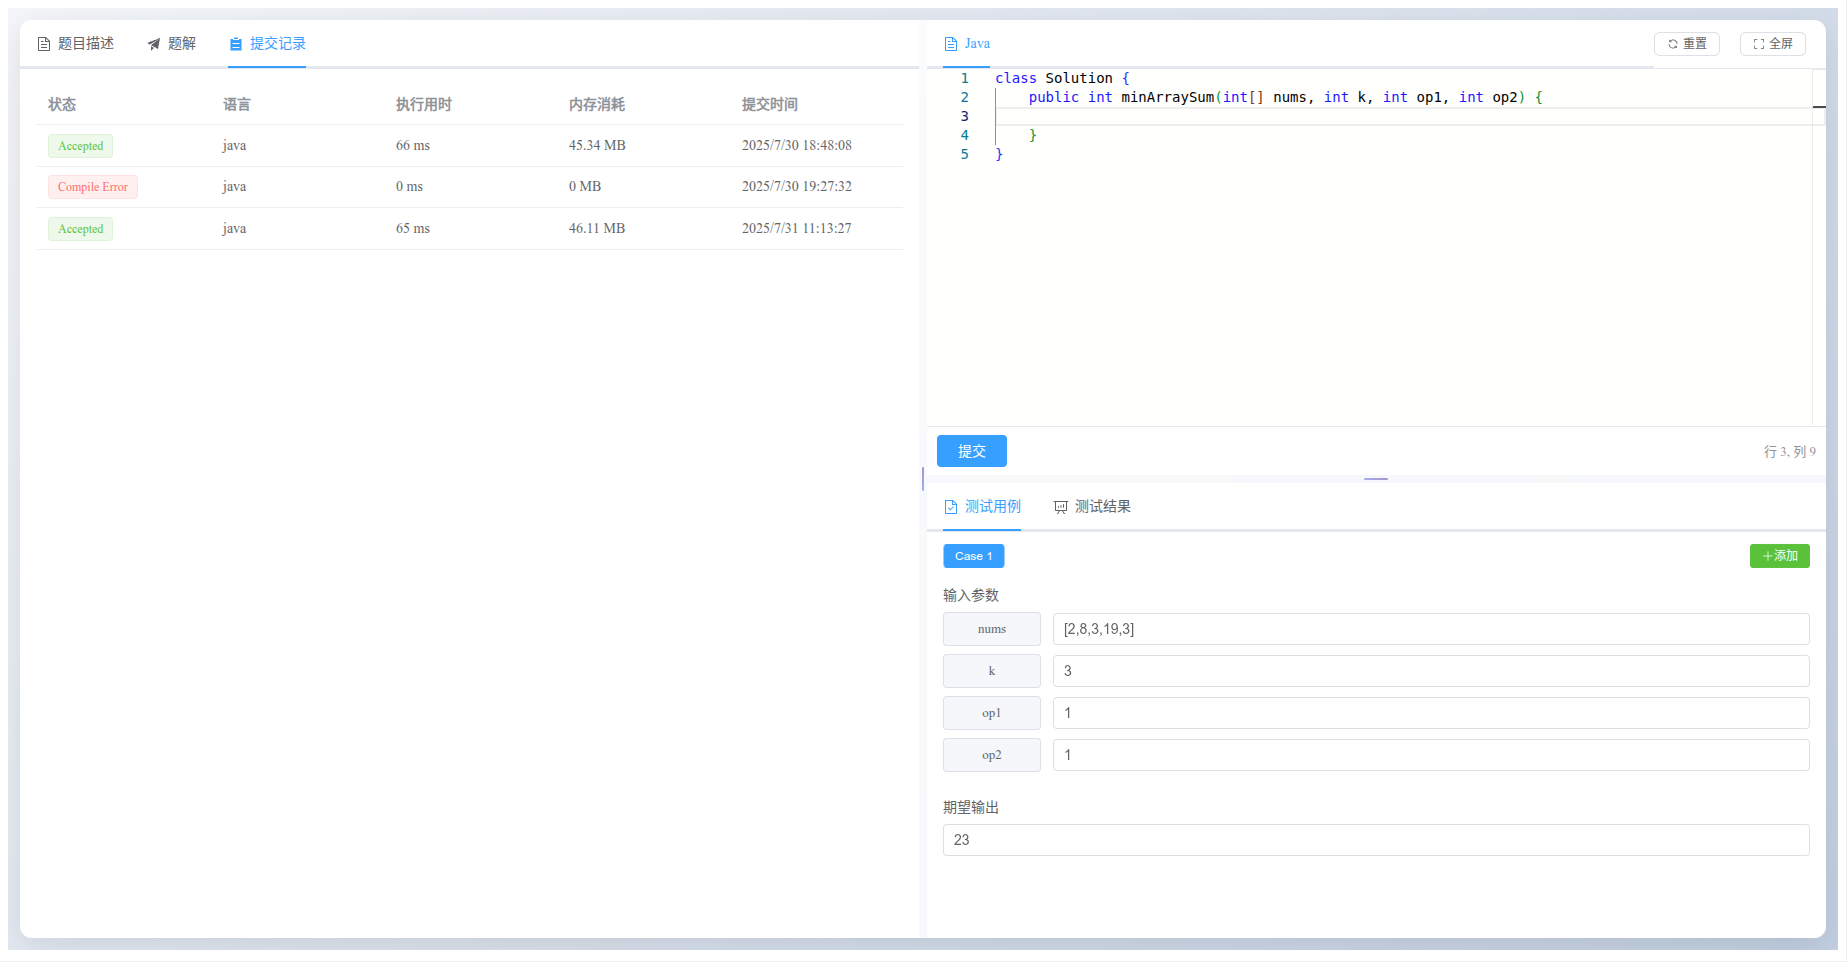 题目描述 题解 提交记录
状态 语言 执行用时 内存消耗 提交时间
Accepted java 66 ms 45.34 MB 2025/7/30 18:48:08
Compile Error java 0 ms 0 MB 2025/7/30 19:27:32
Accepted java 65 ms 46.11 MB 2025/7/31 11:13:27
Java 重置 全屏
1 class Solution {
2     public int minArraySum(int[] nums, int k, int op1, int op2) {
3
4     }
5 }
提交 行 3, 列 9
测试用例 测试结果
Case 1 +添加
输入参数
nums [2,8,3,19,3]
k 3
op1 1
op2 1
期望输出
23